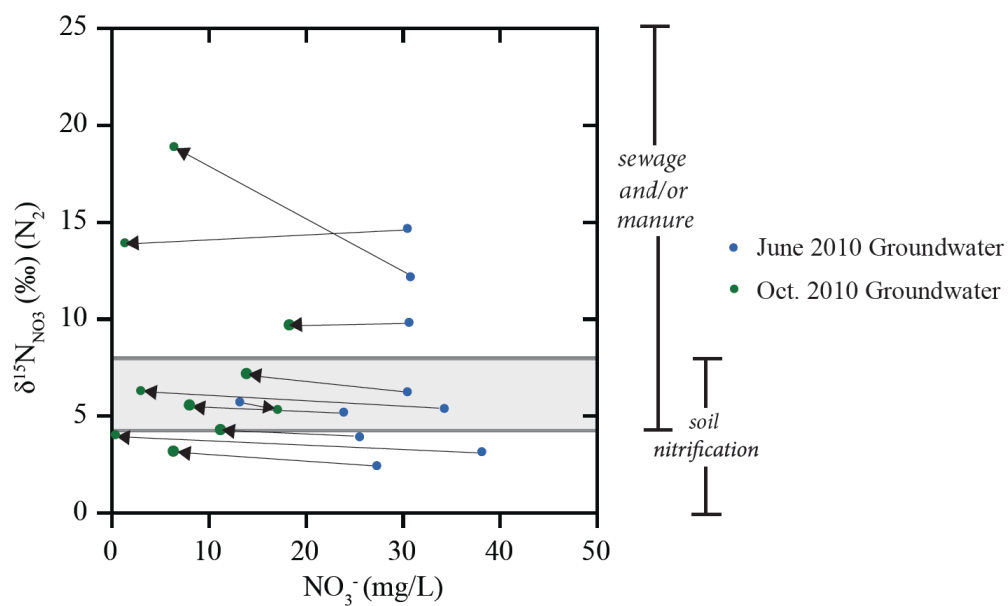 25
20
15
10
5
0
δ¹⁵N_NO3 (‰) (N₂)
0 10 20 30 40 50
NO₃⁻ (mg/L)
sewage
and/or
manure
soil
nitrification
June 2010 Groundwater
Oct. 2010 Groundwater